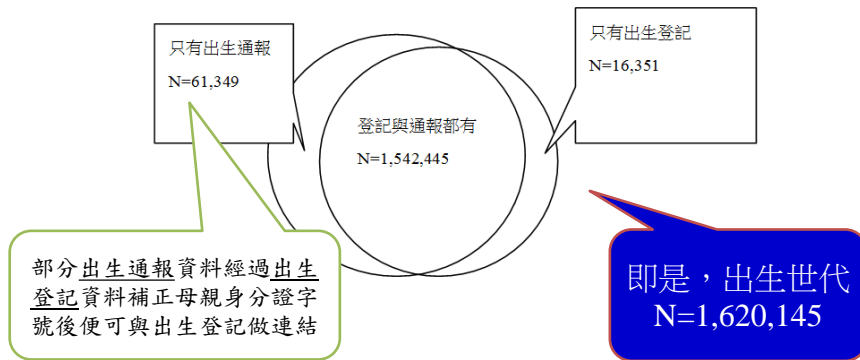 只有出生通報
N=61,349
只有出生登記
N=16,351
登記與通報都有
N=1,542,445
部分出生通報資料經過出生
登記資料補正母親身分證字
號後便可與出生登記做連結
即是，出生世代
N=1,620,145